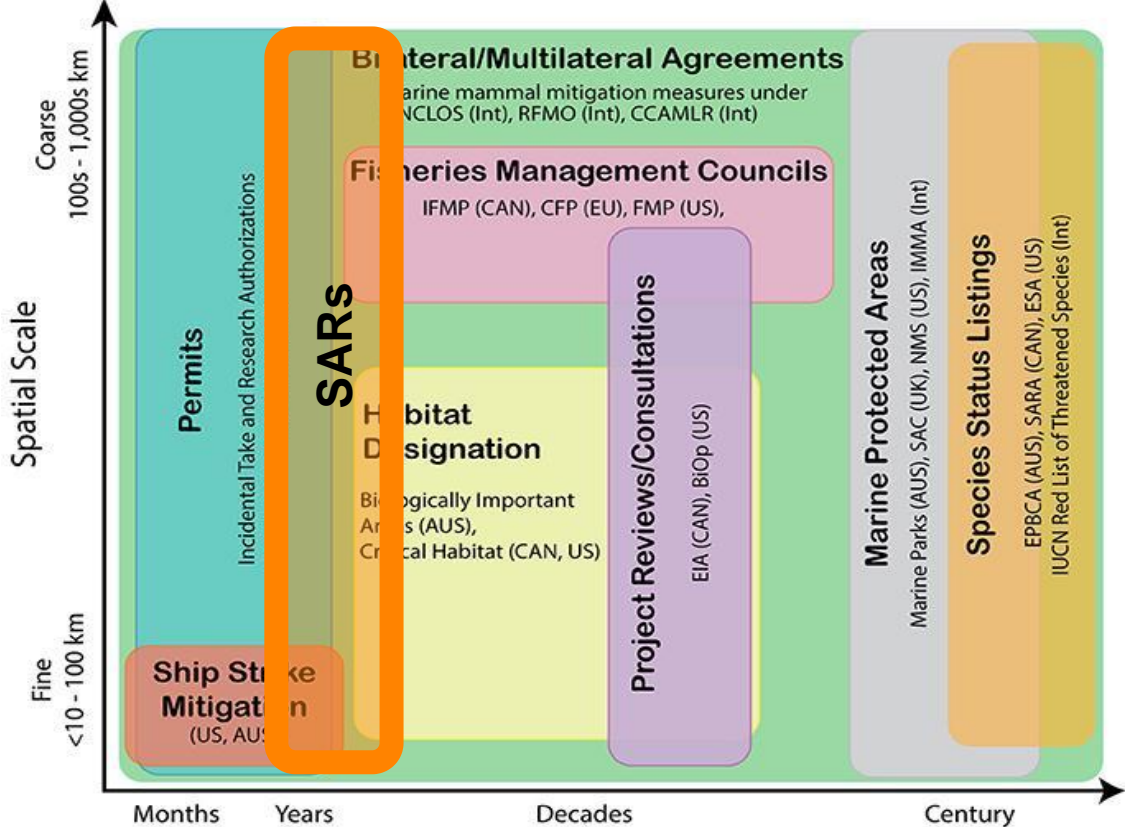 Spatial Scale
Coarse
100s - 1,000s km
Fine
<10 - 100 km
Permits
Incidental Take and Research Authorizations
SARs
Ship Strike
Mitigation
(US, AUS
Bilateral/Multilateral Agreements
arine mammal mitigation measures under
NCLOS (Int), RFMO (Int), CCAMLR (Int)
Fisheries Management Councils
IFMP (CAN), CFP (EU), FMP (US),
Habitat
Designation
Biologically Important
Areas (AUS),
Critical Habitat (CAN, US)
Project Reviews/Consultations
EIA (CAN), BiOp (US)
Marine Protected Areas
Marine Parks (AUS), SAC (UK), NMS (US), IMMA (Int)
Species Status Listings
EPBCA (AUS), SARA (CAN), ESA (US)
IUCN Red List of Threatened Species (Int)
Months
Years
Decades
Century